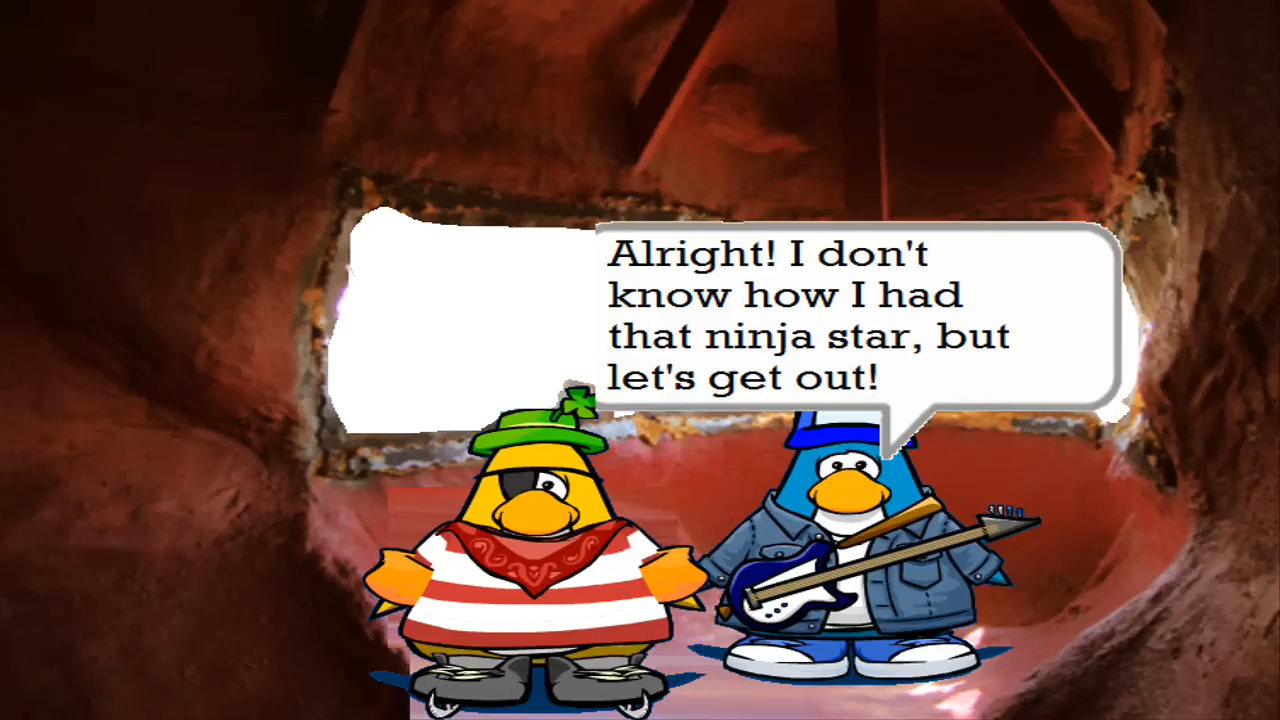 Alright! I don't
know how I had
that ninja star, but
let's get out!